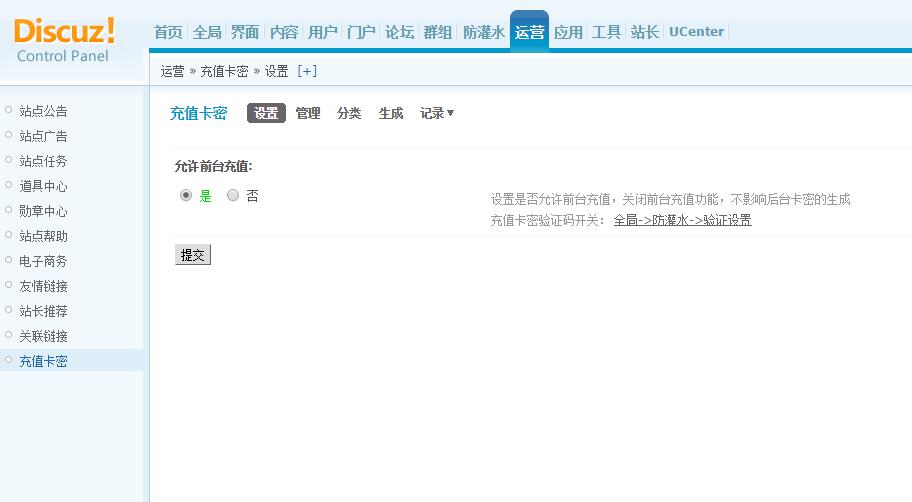 Discuz!
Control Panel
首页 全局 界面 内容 用户 门户 论坛 群组 防灌水 运营 应用 工具 站长 UCenter
运营 » 充值卡密 » 设置 [+]
站点公告
站点广告
站点任务
道具中心
勋章中心
站点帮助
电子商务
友情链接
站长推荐
关联链接
充值卡密
充值卡密 设置 管理 分类 生成 记录▼
允许前台充值:
是 否
设置是否允许前台充值，关闭前台充值功能，不影响后台卡密的生成
充值卡密验证码开关： 全局->防灌水->验证设置
提交